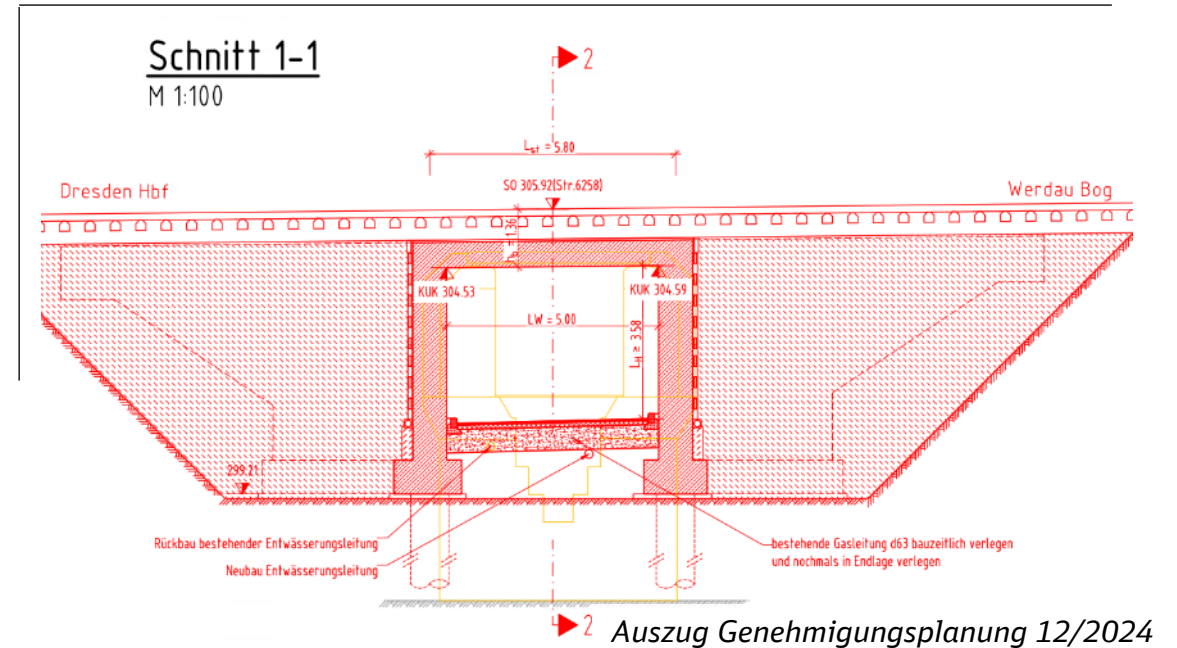 Schnitt 1-1
M 1:100
2
Lst = 5.80
Dresden Hbf
SO 305.92(Str.6258)
Werdau Bog
h = 1.36
KUK 304.53
KUK 304.59
LW = 5.00
LH ≥ 3.58
299.21
Rückbau bestehender Entwässerungsleitung
Neubau Entwässerungsleitung
bestehende Gasleitung d63 bauzeitlich verlegen
und nochmals in Endlage verlegen
2
Auszug Genehmigungsplanung 12/2024